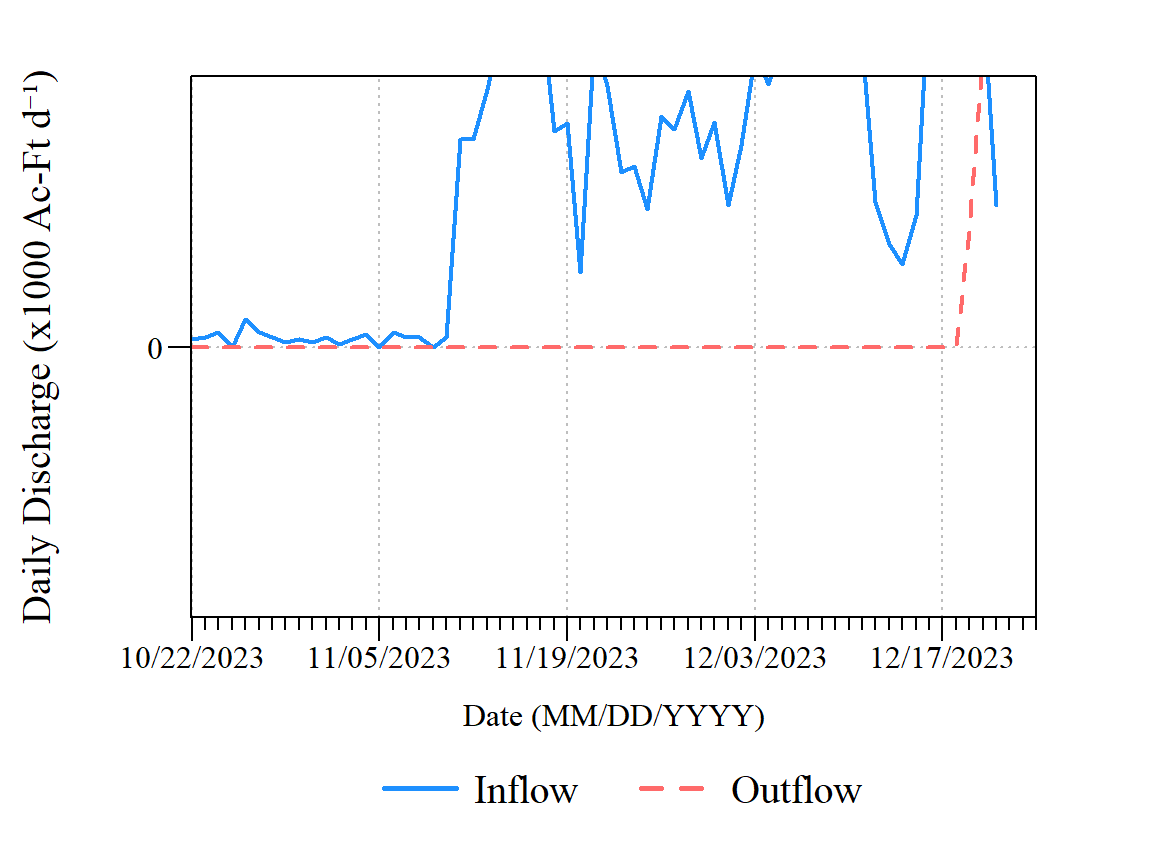 Daily Discharge (x1000 Ac-Ft d⁻¹)
0
10/22/2023 11/05/2023 11/19/2023 12/03/2023 12/17/2023
Date (MM/DD/YYYY)
Inflow Outflow